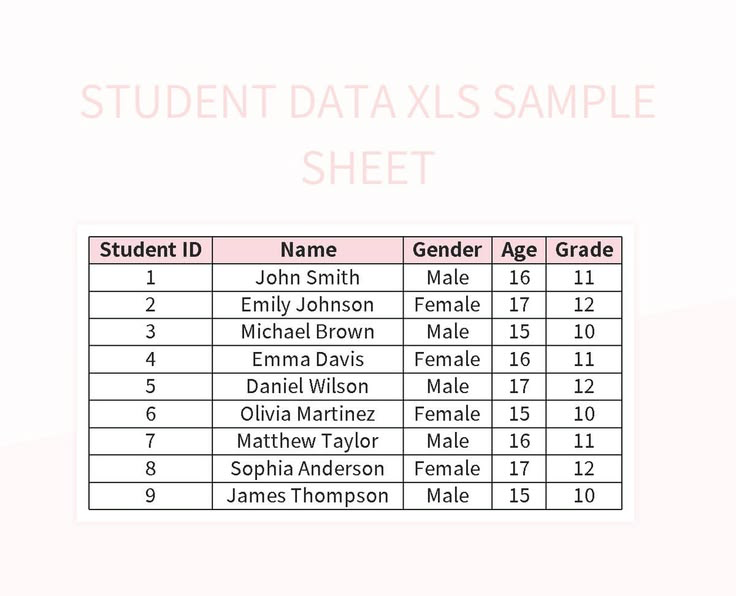 STUDENT DATA XLS SAMPLE
SHEET
Student ID Name Gender Age Grade
1 John Smith Male 16 11
2 Emily Johnson Female 17 12
3 Michael Brown Male 15 10
4 Emma Davis Female 16 11
5 Daniel Wilson Male 17 12
6 Olivia Martinez Female 15 10
7 Matthew Taylor Male 16 11
8 Sophia Anderson Female 17 12
9 James Thompson Male 15 10